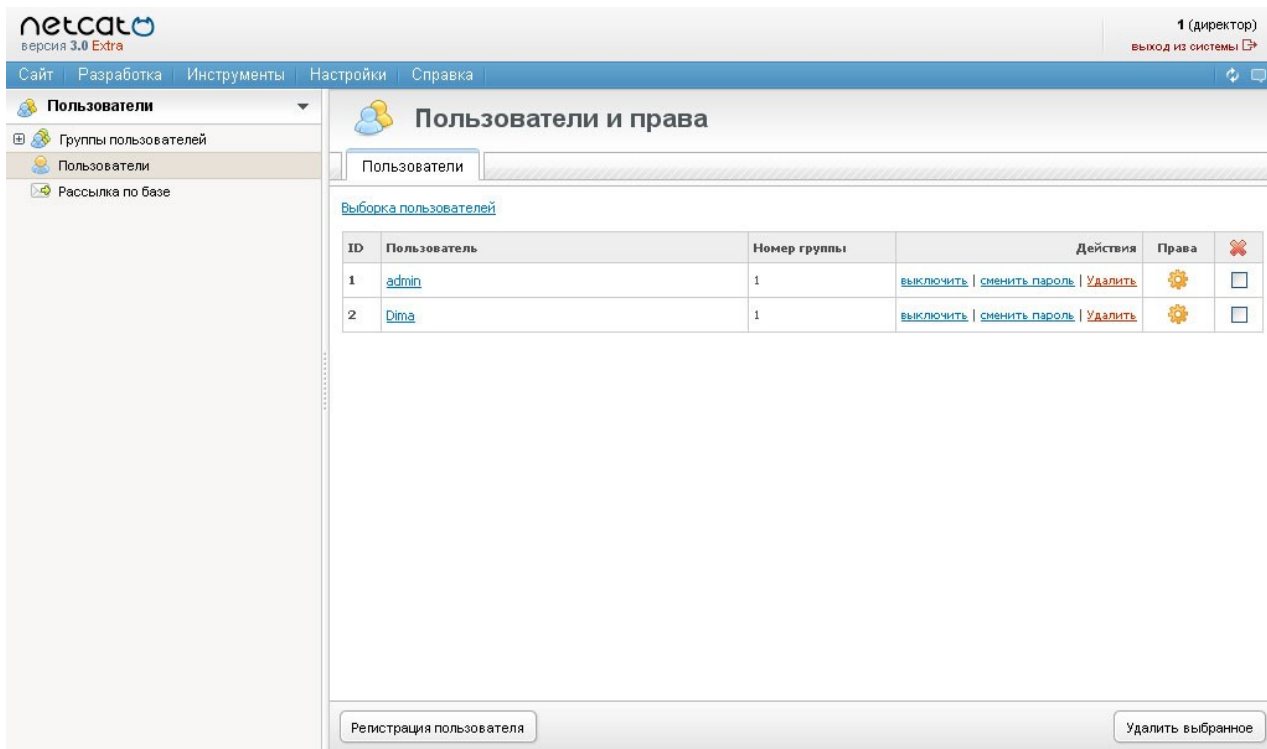 netcat
1 (директор)
версия 3.0 Extra
выход из системы
Сайт Разработка Инструменты Настройки Справка
Пользователи
Группы пользователей
Пользователи
Рассылка по базе
Пользователи и права
Пользователи
Выборка пользователей
ID Пользователь Номер группы Действия Права
1 admin 1 выключить | сменить пароль | Удалить
2 Dima 1 выключить | сменить пароль | Удалить
Регистрация пользователя
Удалить выбранное